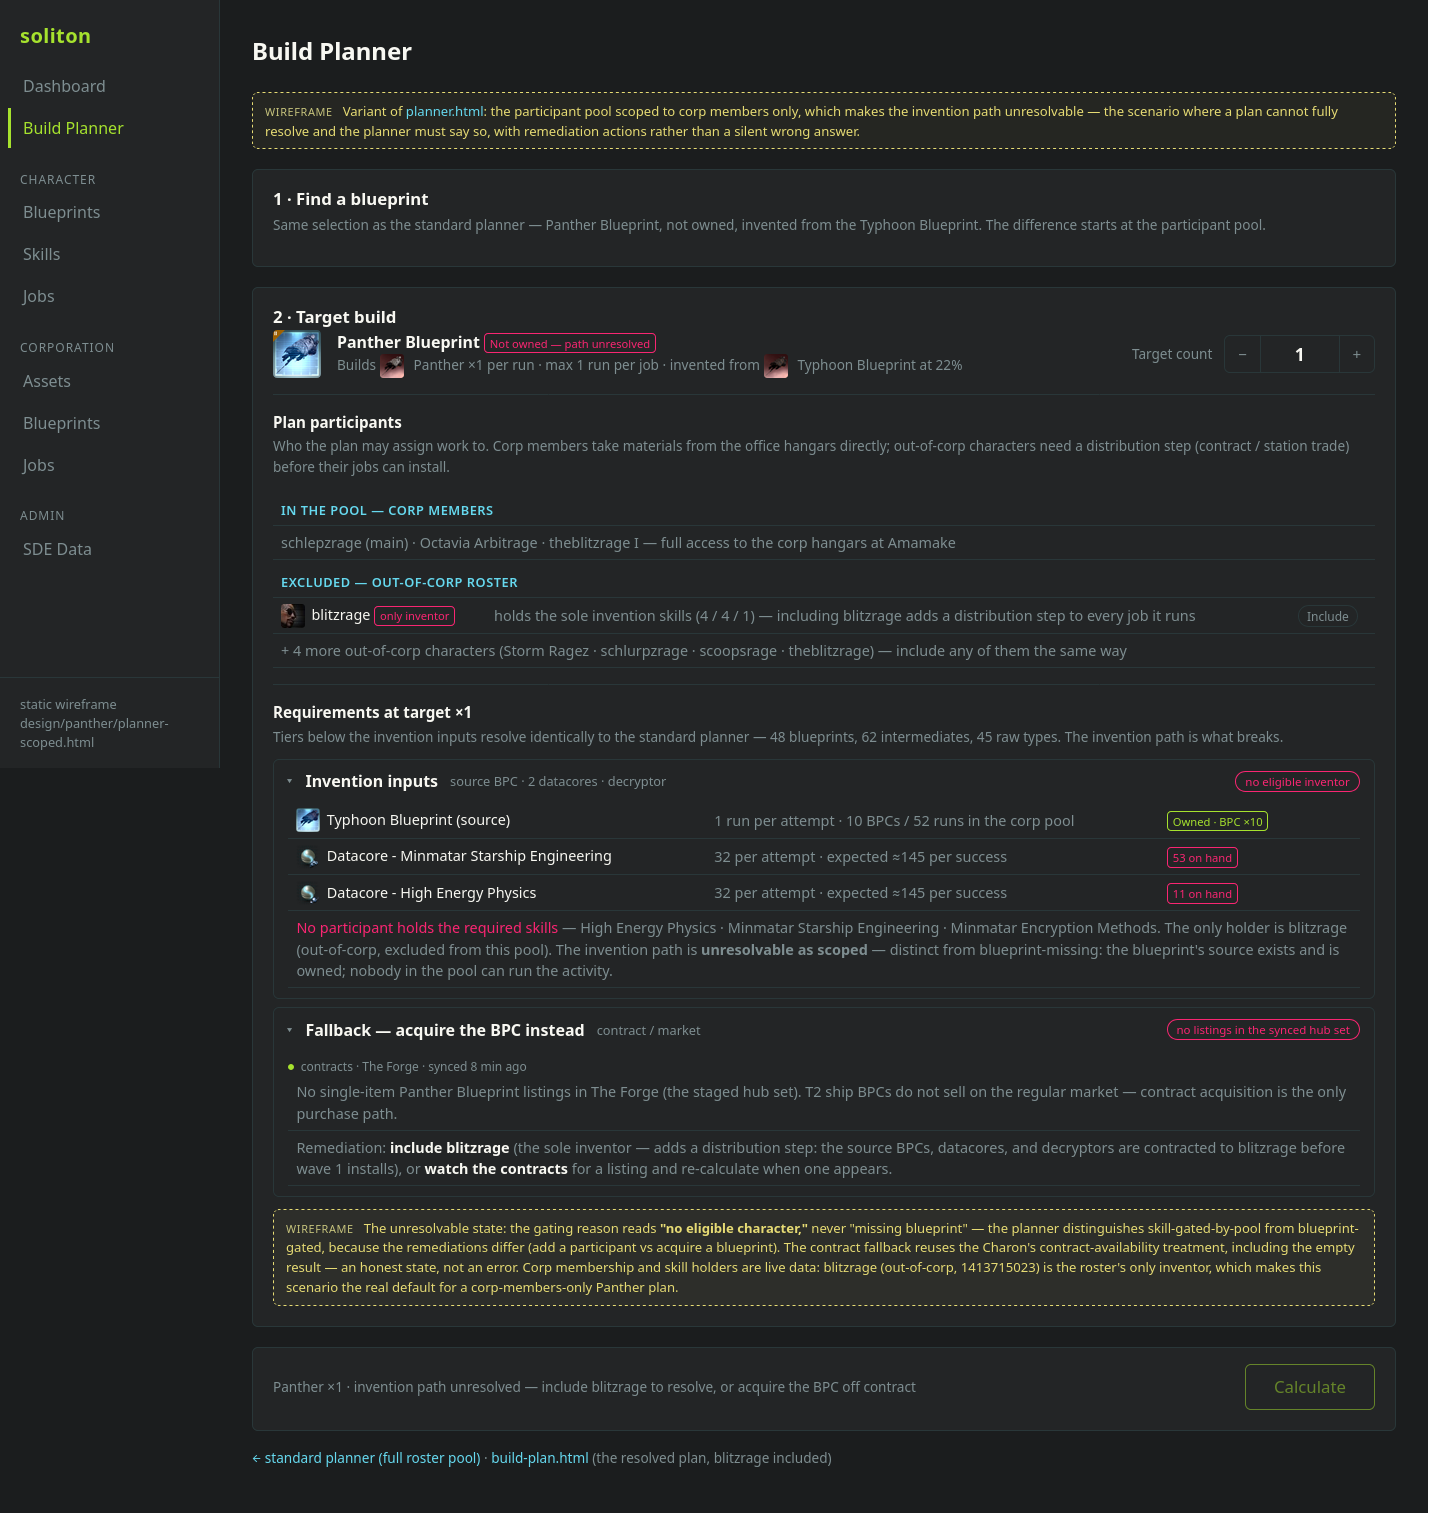 soliton
Dashboard
Build Planner
CHARACTER
Blueprints
Skills
Jobs
CORPORATION
Assets
Blueprints
Jobs
ADMIN
SDE Data
static wireframe
design/panther/planner-
scoped.html
Build Planner
WIREFRAME Variant of planner.html: the participant pool scoped to corp members only, which makes the invention path unresolvable — the scenario where a plan cannot fully
resolve and the planner must say so, with remediation actions rather than a silent wrong answer.
1 · Find a blueprint
Same selection as the standard planner — Panther Blueprint, not owned, invented from the Typhoon Blueprint. The difference starts at the participant pool.
2 · Target build
Panther Blueprint Not owned — path unresolved
Builds Panther ×1 per run · max 1 run per job · invented from Typhoon Blueprint at 22%
Target count − 1 +
Plan participants
Who the plan may assign work to. Corp members take materials from the office hangars directly; out-of-corp characters need a distribution step (contract / station trade)
before their jobs can install.
IN THE POOL — CORP MEMBERS
schlepzrage (main) · Octavia Arbitrage · theblitzrage I — full access to the corp hangars at Amamake
EXCLUDED — OUT-OF-CORP ROSTER
blitzrage only inventor holds the sole invention skills (4 / 4 / 1) — including blitzrage adds a distribution step to every job it runs Include
+ 4 more out-of-corp characters (Storm Ragez · schlurpzrage · scoopsrage · theblitzrage) — include any of them the same way
Requirements at target ×1
Tiers below the invention inputs resolve identically to the standard planner — 48 blueprints, 62 intermediates, 45 raw types. The invention path is what breaks.
▾ Invention inputs source BPC · 2 datacores · decryptor no eligible inventor
Typhoon Blueprint (source) 1 run per attempt · 10 BPCs / 52 runs in the corp pool Owned · BPC ×10
Datacore - Minmatar Starship Engineering 32 per attempt · expected ≈145 per success 53 on hand
Datacore - High Energy Physics 32 per attempt · expected ≈145 per success 11 on hand
No participant holds the required skills — High Energy Physics · Minmatar Starship Engineering · Minmatar Encryption Methods. The only holder is blitzrage
(out-of-corp, excluded from this pool). The invention path is unresolvable as scoped — distinct from blueprint-missing: the blueprint's source exists and is
owned; nobody in the pool can run the activity.
▾ Fallback — acquire the BPC instead contract / market no listings in the synced hub set
contracts · The Forge · synced 8 min ago
No single-item Panther Blueprint listings in The Forge (the staged hub set). T2 ship BPCs do not sell on the regular market — contract acquisition is the only
purchase path.
Remediation: include blitzrage (the sole inventor — adds a distribution step: the source BPCs, datacores, and decryptors are contracted to blitzrage before
wave 1 installs), or watch the contracts for a listing and re-calculate when one appears.
WIREFRAME The unresolvable state: the gating reason reads "no eligible character," never "missing blueprint" — the planner distinguishes skill-gated-by-pool from blueprint-
gated, because the remediations differ (add a participant vs acquire a blueprint). The contract fallback reuses the Charon's contract-availability treatment, including the empty
result — an honest state, not an error. Corp membership and skill holders are live data: blitzrage (out-of-corp, 1413715023) is the roster's only inventor, which makes this
scenario the real default for a corp-members-only Panther plan.
Panther ×1 · invention path unresolved — include blitzrage to resolve, or acquire the BPC off contract Calculate
← standard planner (full roster pool) · build-plan.html (the resolved plan, blitzrage included)